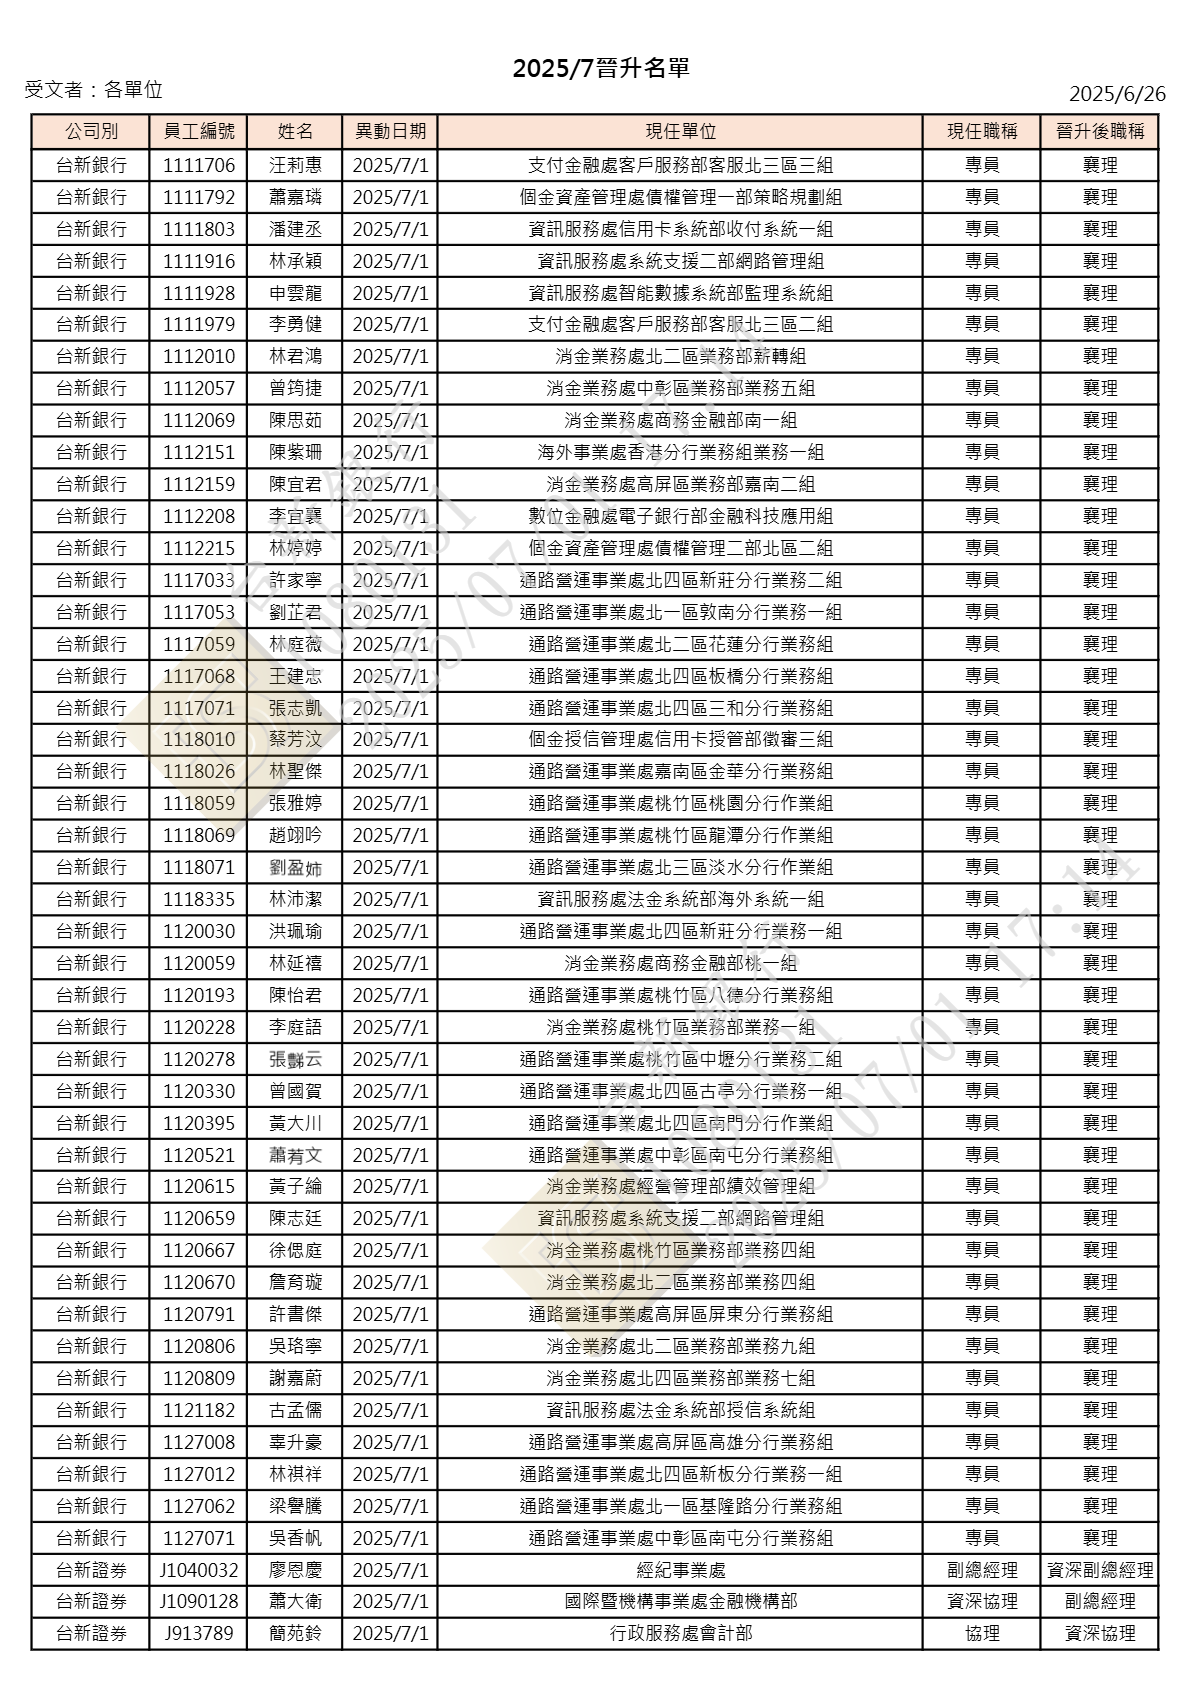 2025/7晉升名單
受文者：各單位
2025/6/26
公司別 員工編號 姓名 異動日期 現任單位 現任職稱 晉升後職稱
台新銀行 1111706 汪莉惠 2025/7/1 支付金融處客戶服務部客服北三區三組 專員 襄理
台新銀行 1111792 蕭嘉璘 2025/7/1 個金資產管理處債權管理一部策略規劃組 專員 襄理
台新銀行 1111803 潘建丞 2025/7/1 資訊服務處信用卡系統部收付系統一組 專員 襄理
台新銀行 1111916 林承穎 2025/7/1 資訊服務處系統支援二部網路管理組 專員 襄理
台新銀行 1111928 申雲龍 2025/7/1 資訊服務處智能數據系統部監理系統組 專員 襄理
台新銀行 1111979 李勇健 2025/7/1 支付金融處客戶服務部客服北三區二組 專員 襄理
台新銀行 1112010 林君鴻 2025/7/1 消金業務處北二區業務部薪轉組 專員 襄理
台新銀行 1112057 曾筠捷 2025/7/1 消金業務處中彰區業務部業務五組 專員 襄理
台新銀行 1112069 陳思茹 2025/7/1 消金業務處商務金融部南一組 專員 襄理
台新銀行 1112151 陳紫珊 2025/7/1 海外事業處香港分行業務組業務一組 專員 襄理
台新銀行 1112159 陳宜君 2025/7/1 消金業務處高屏區業務部嘉南二組 專員 襄理
台新銀行 1112208 李宜襄 2025/7/1 數位金融處電子銀行部金融科技應用組 專員 襄理
台新銀行 1112215 林婷婷 2025/7/1 個金資產管理處債權管理二部北區二組 專員 襄理
台新銀行 1117033 許家寧 2025/7/1 通路營運事業處北四區新莊分行業務二組 專員 襄理
台新銀行 1117053 劉芷君 2025/7/1 通路營運事業處北一區敦南分行業務一組 專員 襄理
台新銀行 1117059 林庭薇 2025/7/1 通路營運事業處北二區花蓮分行業務組 專員 襄理
台新銀行 1117068 王建忠 2025/7/1 通路營運事業處北四區板橋分行業務組 專員 襄理
台新銀行 1117071 張志凱 2025/7/1 通路營運事業處北四區三和分行業務組 專員 襄理
台新銀行 1118010 蔡芳汶 2025/7/1 個金授信管理處信用卡授管部徵審三組 專員 襄理
台新銀行 1118026 林聖傑 2025/7/1 通路營運事業處嘉南區金華分行業務組 專員 襄理
台新銀行 1118059 張雅婷 2025/7/1 通路營運事業處桃竹區桃園分行作業組 專員 襄理
台新銀行 1118069 趙翊吟 2025/7/1 通路營運事業處桃竹區龍潭分行作業組 專員 襄理
台新銀行 1118071 劉盈姊 2025/7/1 通路營運事業處北三區淡水分行作業組 專員 襄理
台新銀行 1118335 林沛潔 2025/7/1 資訊服務處法金系統部海外系統一組 專員 襄理
台新銀行 1120030 洪珮瑜 2025/7/1 通路營運事業處北四區新莊分行業務一組 專員 襄理
台新銀行 1120059 林延禧 2025/7/1 消金業務處商務金融部桃一組 專員 襄理
台新銀行 1120193 陳怡君 2025/7/1 通路營運事業處桃竹區八德分行業務組 專員 襄理
台新銀行 1120228 李庭語 2025/7/1 消金業務處桃竹區業務部業務一組 專員 襄理
台新銀行 1120278 張云 2025/7/1 通路營運事業處桃竹區中壢分行業務二組 專員 襄理
台新銀行 1120330 曾國賀 2025/7/1 通路營運事業處北四區古亭分行業務一組 專員 襄理
台新銀行 1120395 黃大川 2025/7/1 通路營運事業處北四區南門分行作業組 專員 襄理
台新銀行 1120521 蕭芳文 2025/7/1 通路營運事業處中彰區南屯分行業務組 專員 襄理
台新銀行 1120615 黃子綸 2025/7/1 消金業務處經營管理部績效管理組 專員 襄理
台新銀行 1120659 陳志廷 2025/7/1 資訊服務處系統支援二部網路管理組 專員 襄理
台新銀行 1120667 徐偲庭 2025/7/1 消金業務處桃竹區業務部業務四組 專員 襄理
台新銀行 1120670 詹育璇 2025/7/1 消金業務處北二區業務部業務四組 專員 襄理
台新銀行 1120791 許書傑 2025/7/1 通路營運事業處高屏區屏東分行業務組 專員 襄理
台新銀行 1120806 吳珞寧 2025/7/1 消金業務處北二區業務部業務九組 專員 襄理
台新銀行 1120809 謝嘉蔚 2025/7/1 消金業務處北四區業務部業務七組 專員 襄理
台新銀行 1121182 古孟儒 2025/7/1 資訊服務處法金系統部授信系統組 專員 襄理
台新銀行 1127008 辜升豪 2025/7/1 通路營運事業處高屏區高雄分行業務組 專員 襄理
台新銀行 1127012 林祺祥 2025/7/1 通路營運事業處北四區新板分行業務一組 專員 襄理
台新銀行 1127062 梁譽騰 2025/7/1 通路營運事業處北一區基隆路分行業務組 專員 襄理
台新銀行 1127071 吳香帆 2025/7/1 通路營運事業處中彰區南屯分行業務組 專員 襄理
台新證券 J1040032 廖恩慶 2025/7/1 經紀事業處 副總經理 資深副總經理
台新證券 J1090128 蕭大衛 2025/7/1 國際暨機構事業處金融機構部 資深協理 副總經理
台新證券 J913789 簡苑鈴 2025/7/1 行政服務處會計部 協理 資深協理
台新銀行
1080131
2025/07/01 17:14
台新銀行
1080131
2025/07/01 17:14